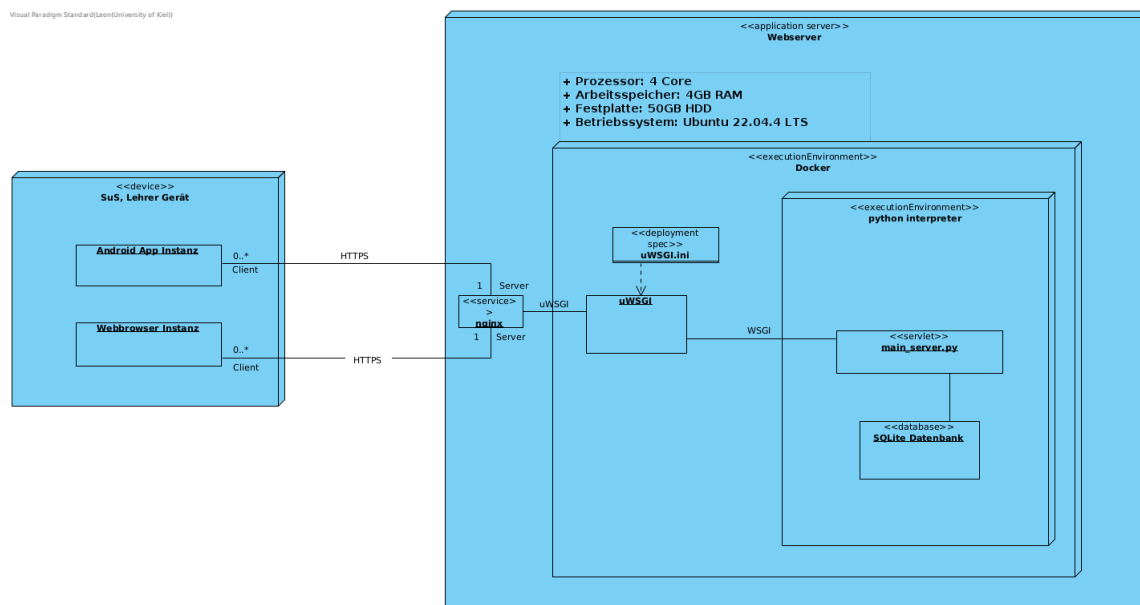 Visual Paradigm Standard(Leon(University of Kiel))
<<application server>>
Webserver
+ Prozessor: 4 Core
+ Arbeitsspeicher: 4GB RAM
+ Festplatte: 50GB HDD
+ Betriebssystem: Ubuntu 22.04.4 LTS
<<executionEnvironment>>
Docker
<<device>>
SuS, Lehrer Gerät
<<executionEnvironment>>
python interpreter
<<deployment
spec>>
uWSGI.ini
Android App Instanz
0..*
Client
HTTPS
1
Server
<<service>
>
nginx
uWSGI
uWSGI
Webbrowser Instanz
0..*
Client
HTTPS
1
Server
WSGI
<<servlet>>
main_server.py
<<database>>
SQLite Datenbank